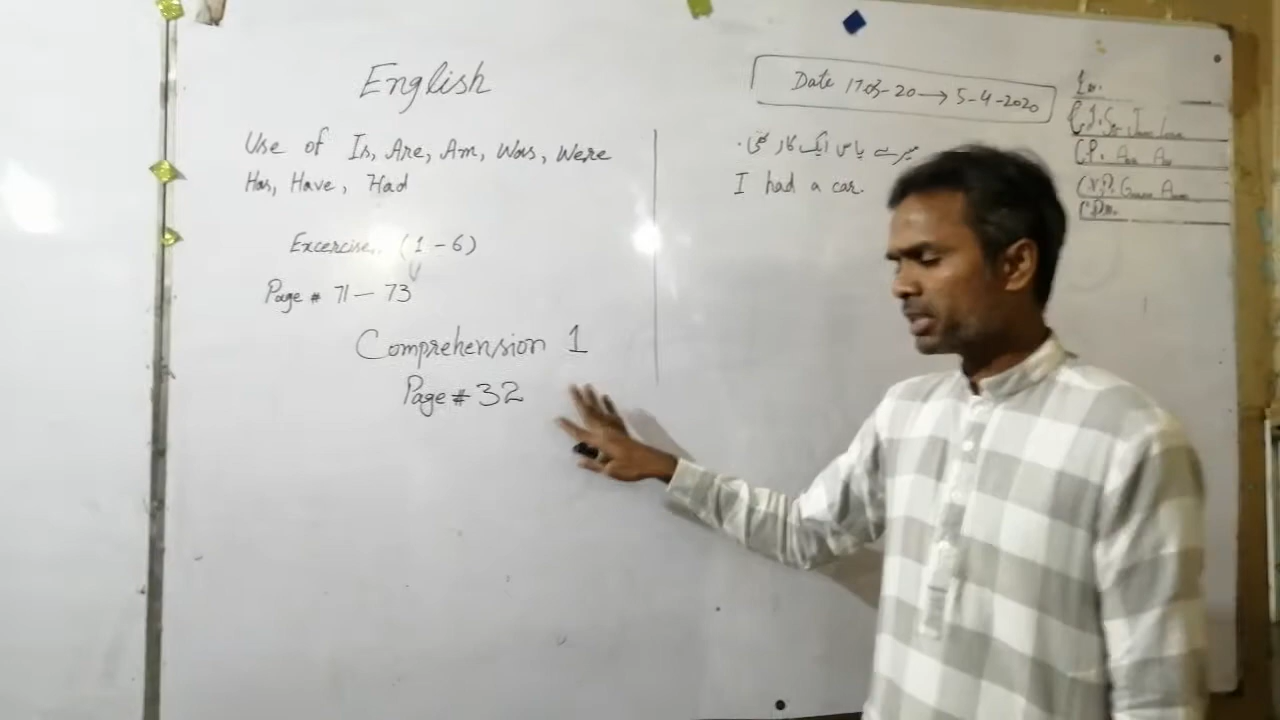 English
Use of Is, Are, Am, Was, Were
Has, Have, Had
Excercise. (1-6)
Page # 71 — 73
Comprehension 1
Page # 32
Date 17-03-20 → 5-4-2020
میرے پاس ایک کار تھی۔
I had a car.